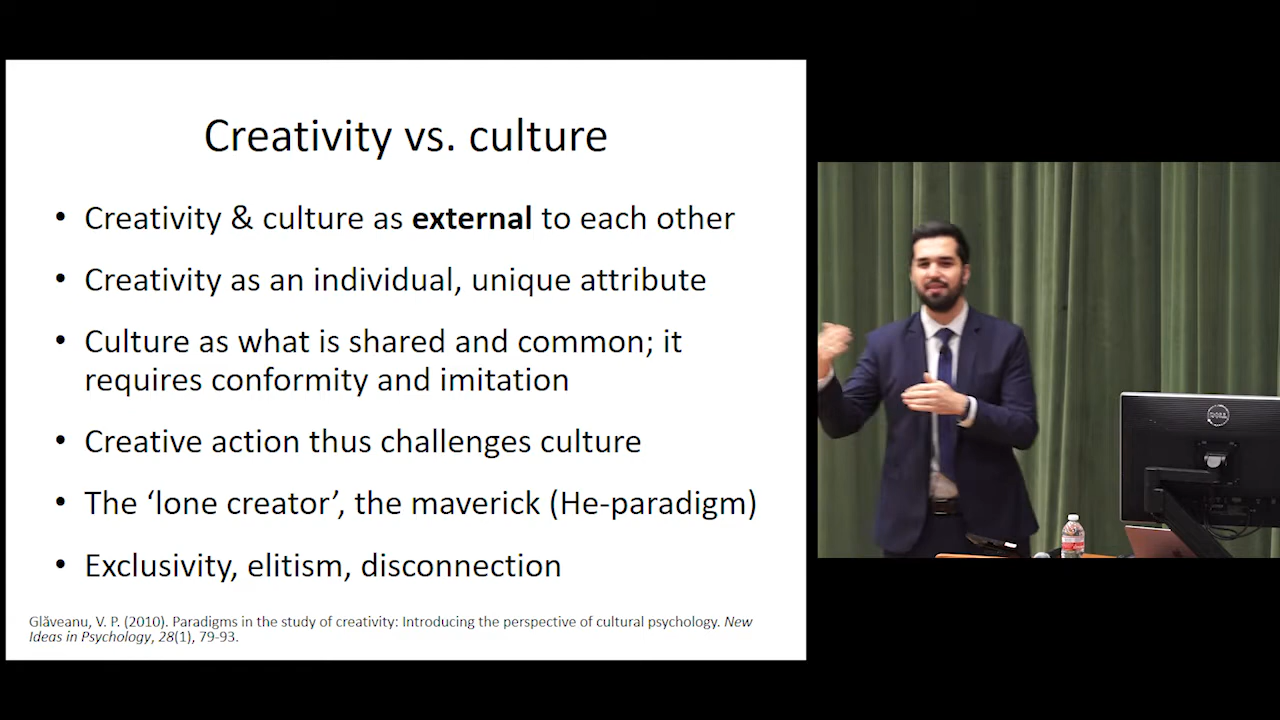 Creativity vs. culture
• Creativity & culture as external to each other
• Creativity as an individual, unique attribute
• Culture as what is shared and common; it
requires conformity and imitation
• Creative action thus challenges culture
• The ‘lone creator’, the maverick (He-paradigm)
• Exclusivity, elitism, disconnection
Glăveanu, V. P. (2010). Paradigms in the study of creativity: Introducing the perspective of cultural psychology. New
Ideas in Psychology, 28(1), 79-93.
DELL